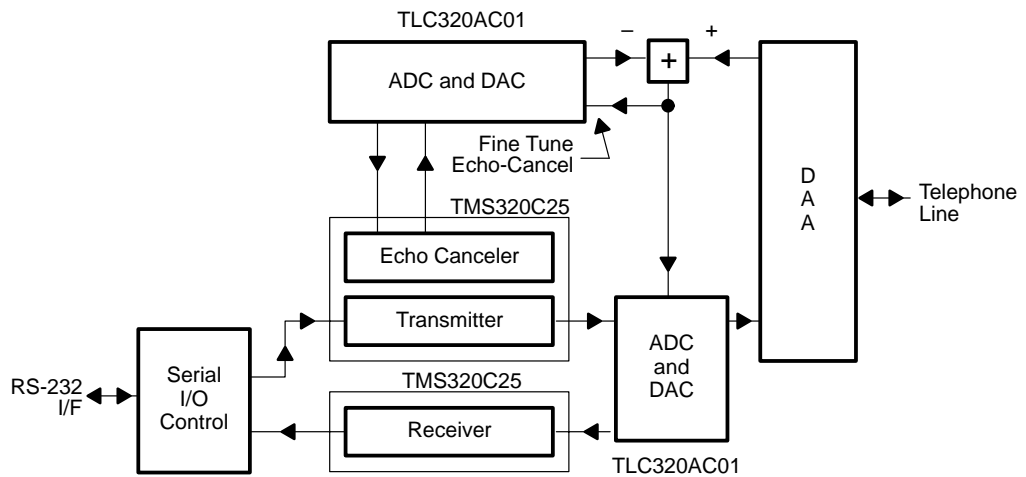 TLC320AC01
− +
+
ADC and DAC
Fine Tune
Echo-Cancel
D
A
A
Telephone
Line
TMS320C25
Echo Canceler
Transmitter
ADC
and
DAC
Serial
I/O
Control
RS-232
I/F
TMS320C25
Receiver
TLC320AC01